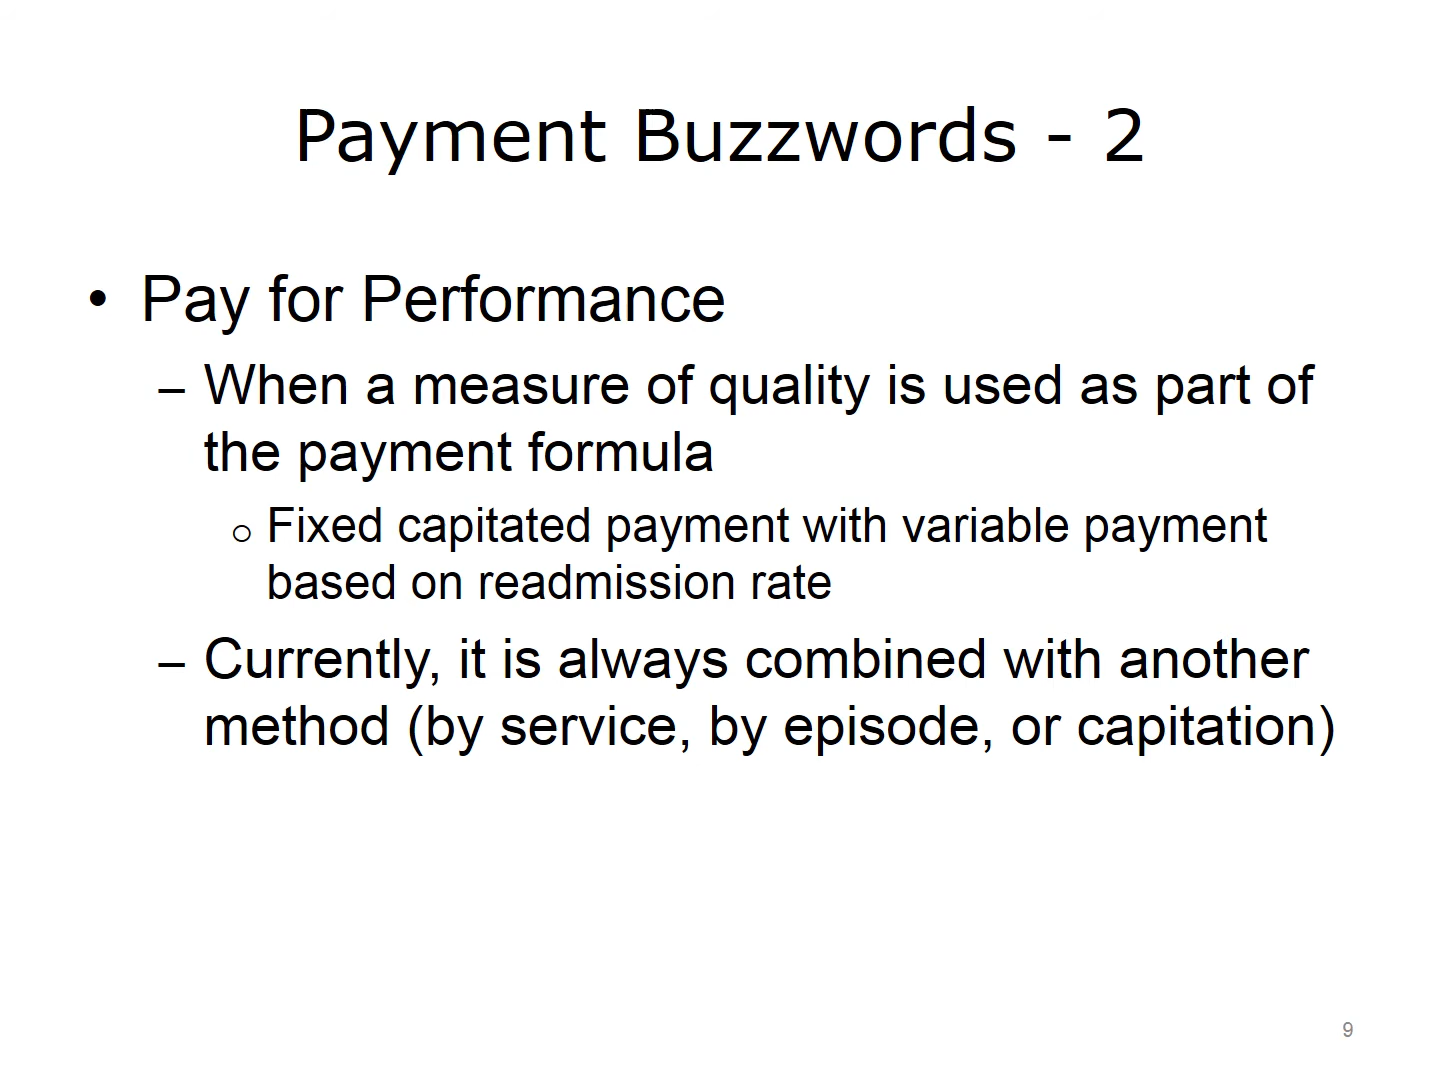 Payment Buzzwords - 2
• Pay for Performance
– When a measure of quality is used as part of
the payment formula
○ Fixed capitated payment with variable payment
based on readmission rate
– Currently, it is always combined with another
method (by service, by episode, or capitation)
9